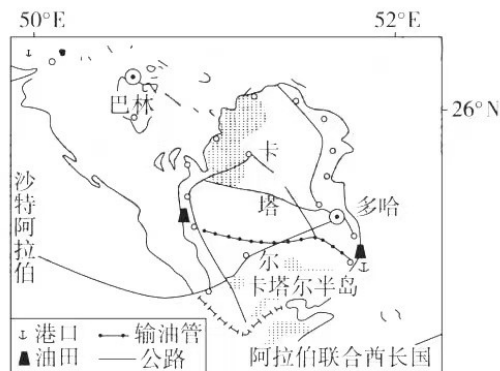 50°E
52°E
26°N
巴林
卡
塔
尔
多哈
沙特阿拉伯
卡塔尔半岛
阿拉伯联合酋长国
港口
输油管
油田
公路